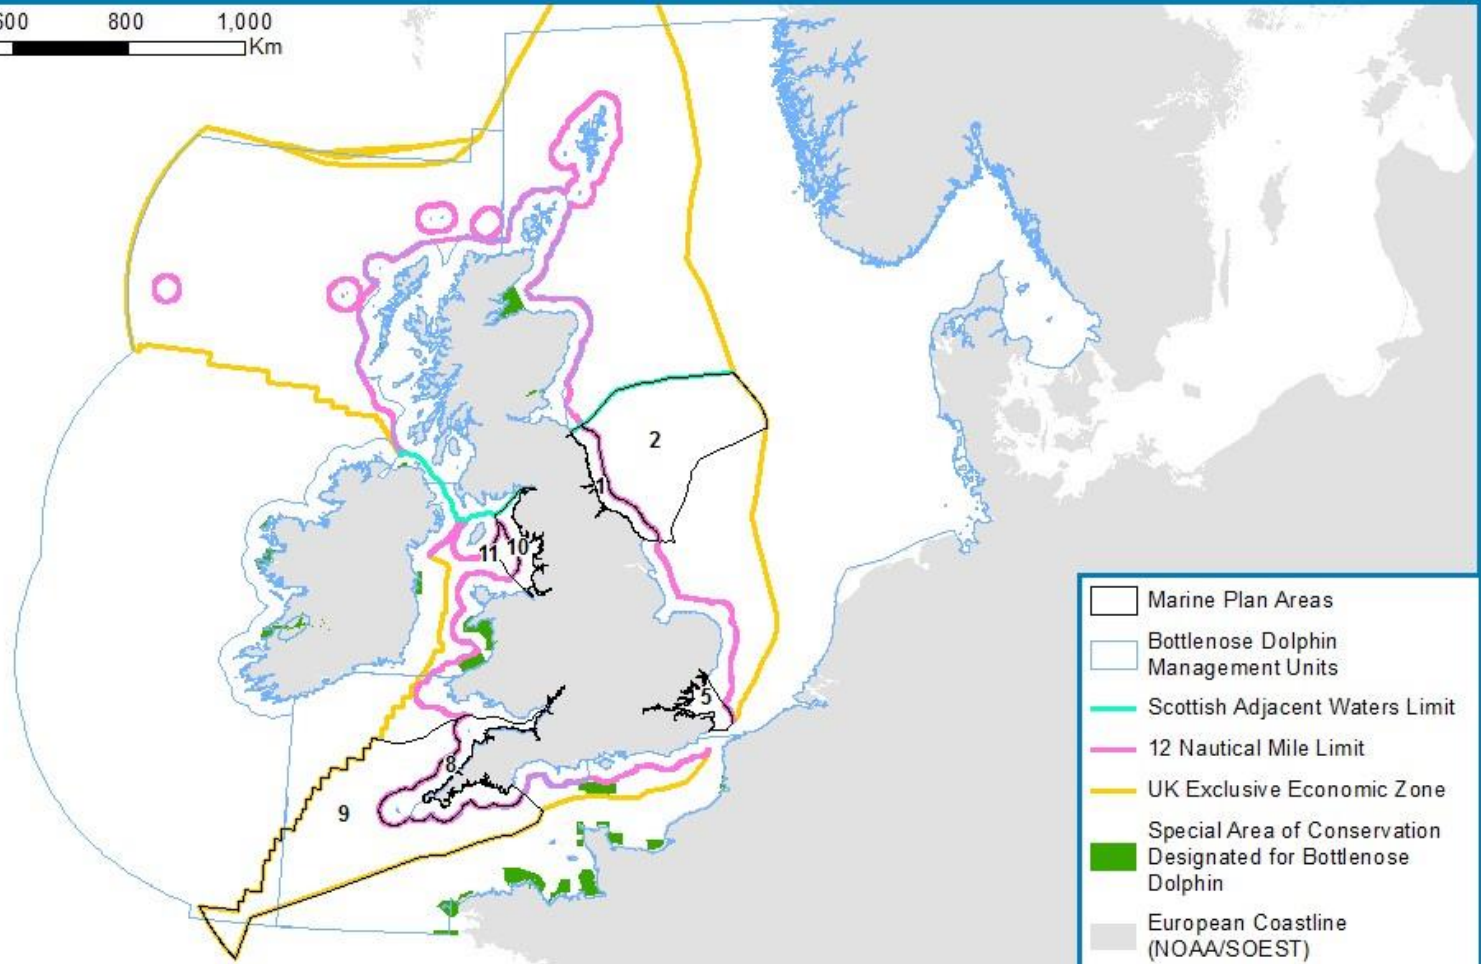 600 800 1,000
Km
2
1
11 10
5
8
9
Marine Plan Areas
Bottlenose Dolphin
Management Units
Scottish Adjacent Waters Limit
12 Nautical Mile Limit
UK Exclusive Economic Zone
Special Area of Conservation
Designated for Bottlenose
Dolphin
European Coastline
(NOAA/SOEST)